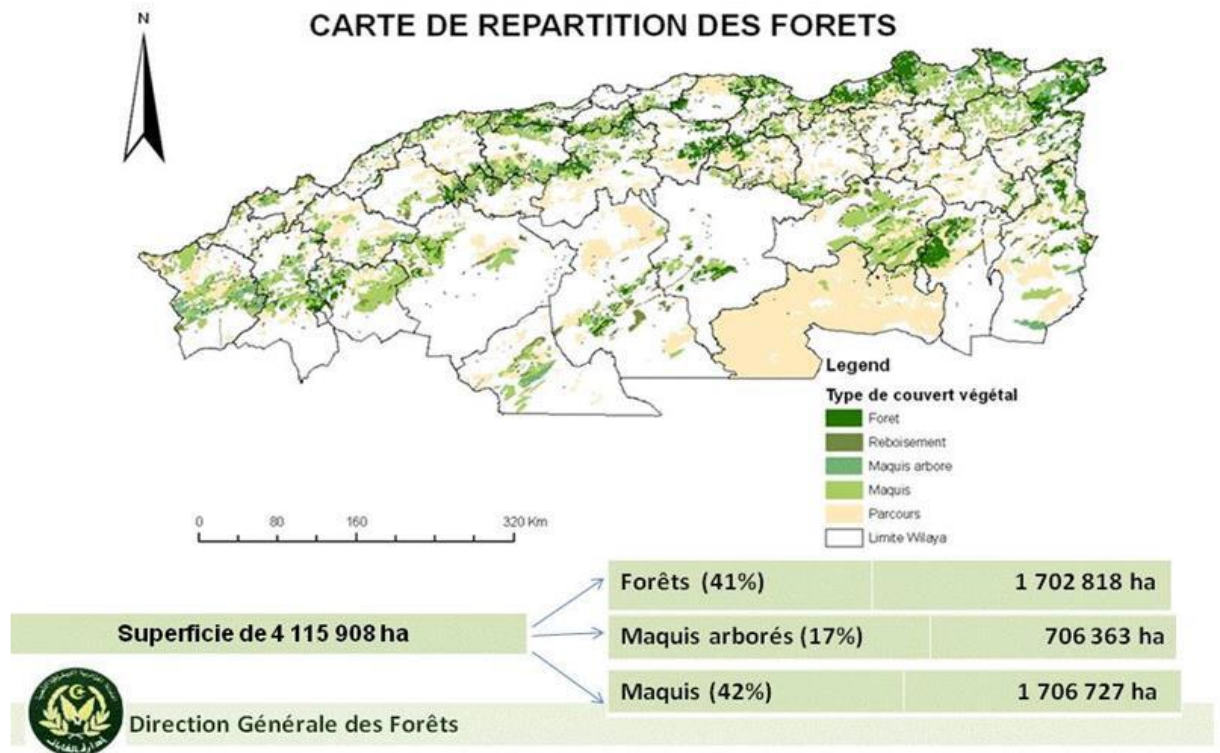 N
CARTE DE REPARTITION DES FORETS
Legend
Type de couvert végétal
Foret
Reboisement
Maquis arbore
Maquis
Parcours
Limite Wilaya
0 80 160 320 Km
Superficie de 4 115 908 ha
Forêts (41%) 1 702 818 ha
Maquis arborés (17%) 706 363 ha
Maquis (42%) 1 706 727 ha
Direction Générale des Forêts